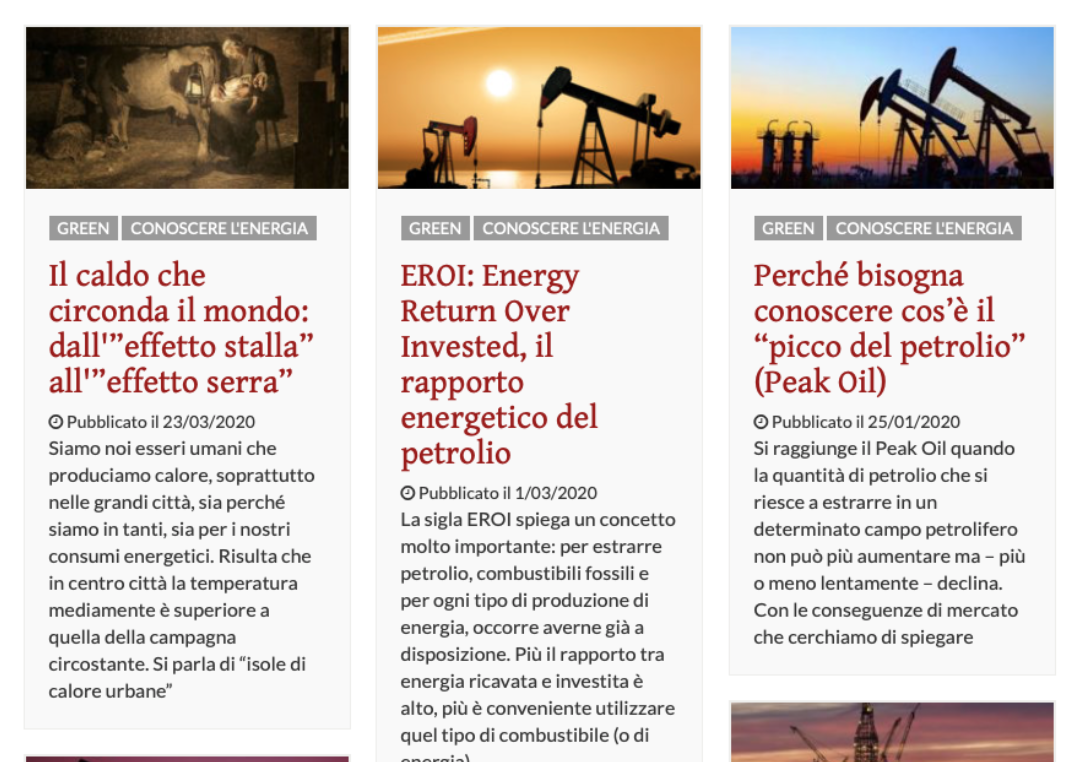 GREEN CONOSCERE L'ENERGIA
Il caldo che
circonda il mondo:
dall'”effetto stalla”
all'”effetto serra”
Pubblicato il 23/03/2020
Siamo noi esseri umani che
produciamo calore, soprattutto
nelle grandi città, sia perché
siamo in tanti, sia per i nostri
consumi energetici. Risulta che
in centro città la temperatura
mediamente è superiore a
quella della campagna
circostante. Si parla di “isole di
calore urbane”
GREEN CONOSCERE L'ENERGIA
EROI: Energy
Return Over
Invested, il
rapporto
energetico del
petrolio
Pubblicato il 1/03/2020
La sigla EROI spiega un concetto
molto importante: per estrarre
petrolio, combustibili fossili e
per ogni tipo di produzione di
energia, occorre averne già a
disposizione. Più il rapporto tra
energia ricavata e investita è
alto, più è conveniente utilizzare
quel tipo di combustibile (o di
energia)
GREEN CONOSCERE L'ENERGIA
Perché bisogna
conoscere cos’è il
“picco del petrolio”
(Peak Oil)
Pubblicato il 25/01/2020
Si raggiunge il Peak Oil quando
la quantità di petrolio che si
riesce a estrarre in un
determinato campo petrolifero
non può più aumentare ma – più
o meno lentamente – declina.
Con le conseguenze di mercato
che cerchiamo di spiegare